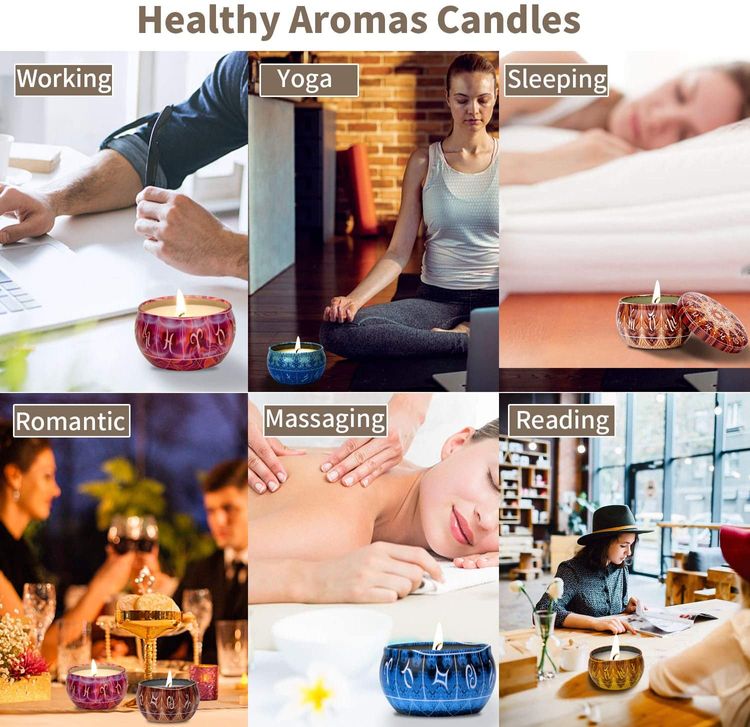 Healthy Aromas Candles
Working
Yoga
Sleeping
Romantic
Massaging
Reading